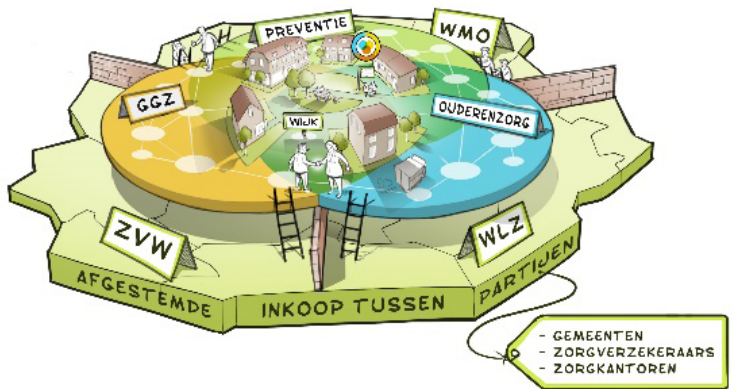 PREVENTIE
WMO
GGZ
OUDERENZORG
WIJK
ZVW
WLZ
AFGESTEMDE INKOOP TUSSEN PARTIJEN
- GEMEENTEN
- ZORGVERZEKERAARS
- ZORGKANTOREN